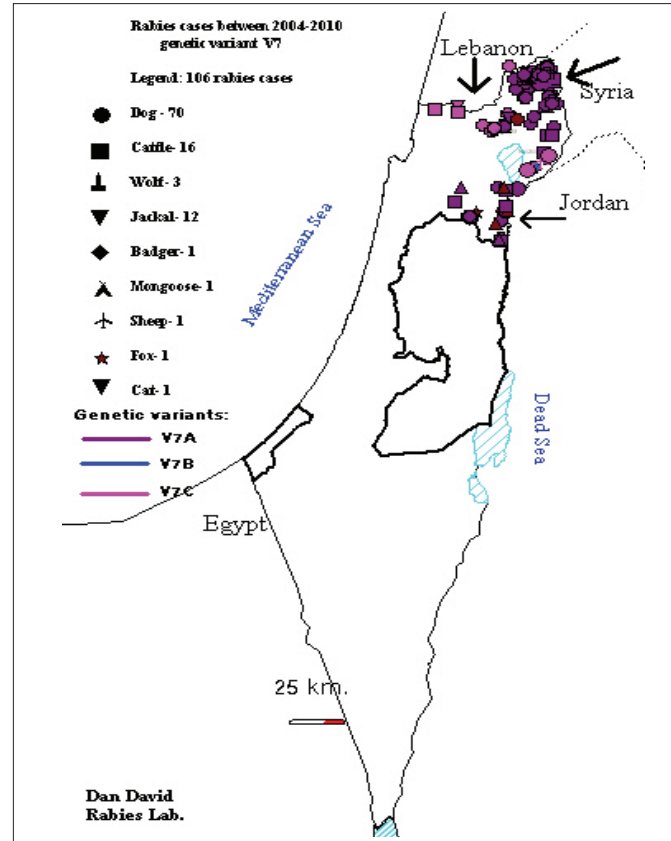 Rabies cases between 2004-2010
genetic variant V7
Legend: 106 rabies cases
Dog - 70
Cattle- 16
Wolf- 3
Jackal- 12
Badger- 1
Mongoose- 1
Sheep- 1
Fox- 1
Cat- 1
Genetic variants:
V7A
V7B
V7C
Lebanon
Syria
Jordan
Mediterranean Sea
Dead Sea
Egypt
25 km.
Dan David
Rabies Lab.